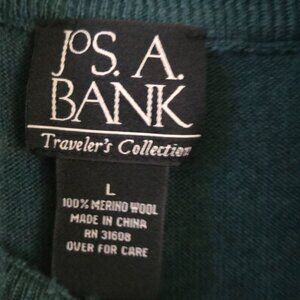 JOS. A.
BANK
Traveler's Collection
L
100% MERINO WOOL
MADE IN CHINA
RN 31608
OVER FOR CARE